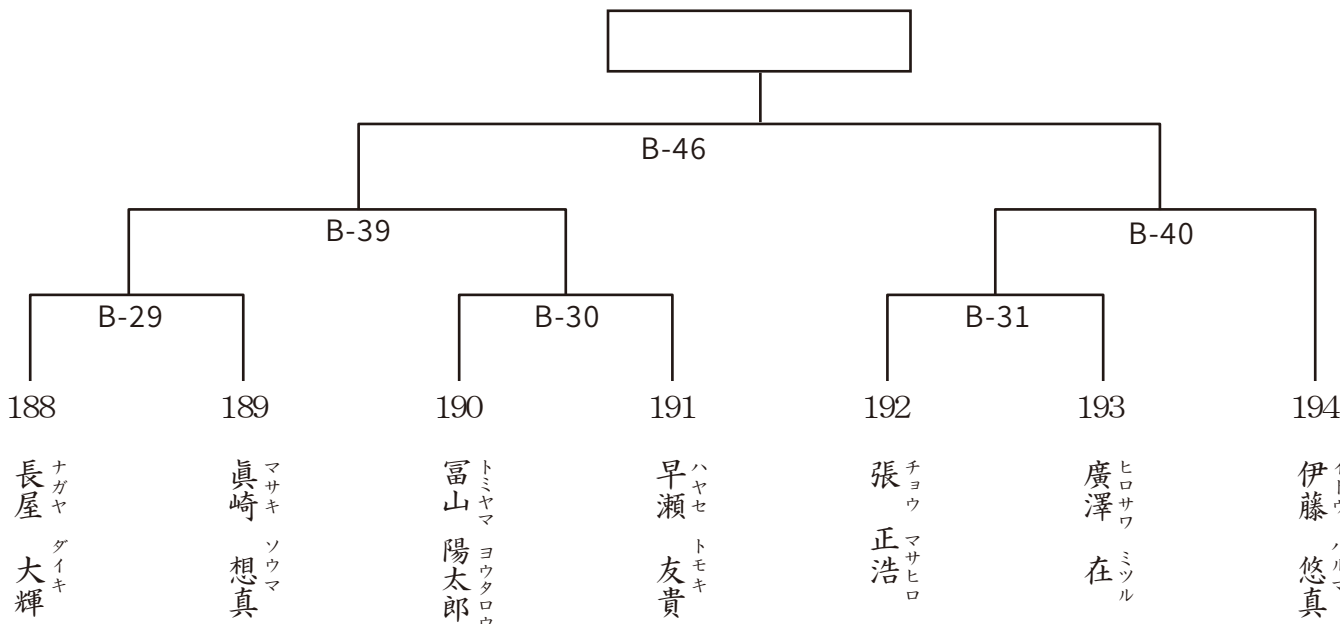 B-46
B-39
B-40
B-29
B-30
B-31
188
189
190
191
192
193
194
長屋 大輝
ナガヤ ダイキ
眞崎 想真
マサキ ソウマ
冨山 陽太郎
トミヤマ ヨウタロウ
早瀬 友貴
ハヤセ トモキ
張 正浩
チョウ マサヒロ
廣澤 在
ヒロサワ ミツル
伊藤 悠真